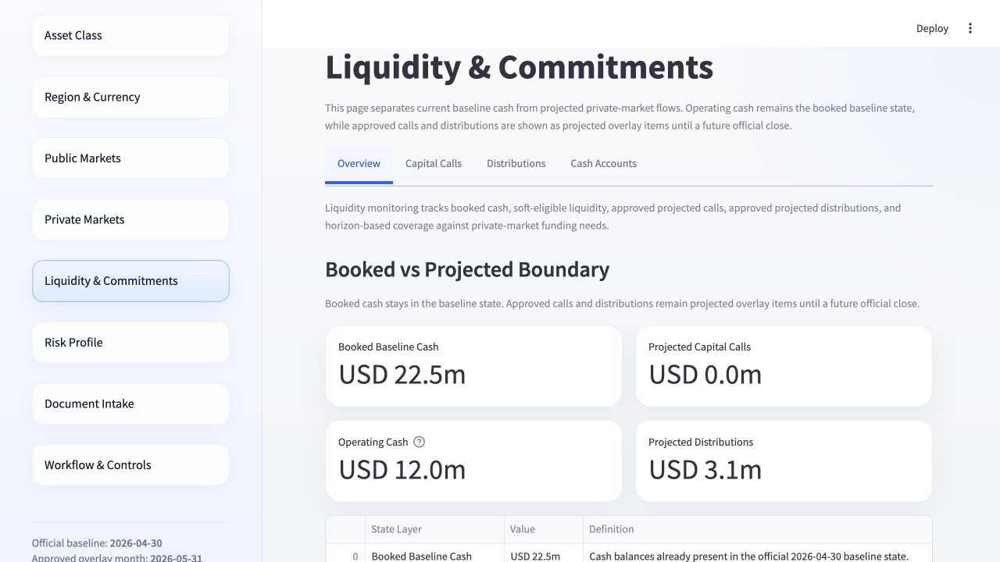 Asset Class
Region & Currency
Public Markets
Private Markets
Liquidity & Commitments
Risk Profile
Document Intake
Workflow & Controls
Official baseline: 2026-04-30
Approved overlay month: 2026-05-31
Deploy
Liquidity & Commitments
This page separates current baseline cash from projected private-market flows. Operating cash remains the booked baseline state,
while approved calls and distributions are shown as projected overlay items until a future official close.
Overview Capital Calls Distributions Cash Accounts
Liquidity monitoring tracks booked cash, soft-eligible liquidity, approved projected calls, approved projected distributions, and
horizon-based coverage against private-market funding needs.
Booked vs Projected Boundary
Booked cash stays in the baseline state. Approved calls and distributions remain projected overlay items until a future official close.
Booked Baseline Cash
USD 22.5m
Projected Capital Calls
USD 0.0m
Operating Cash
USD 12.0m
Projected Distributions
USD 3.1m
State Layer Value Definition
0 Booked Baseline Cash USD 22.5m Cash balances already present in the official 2026-04-30 baseline state.